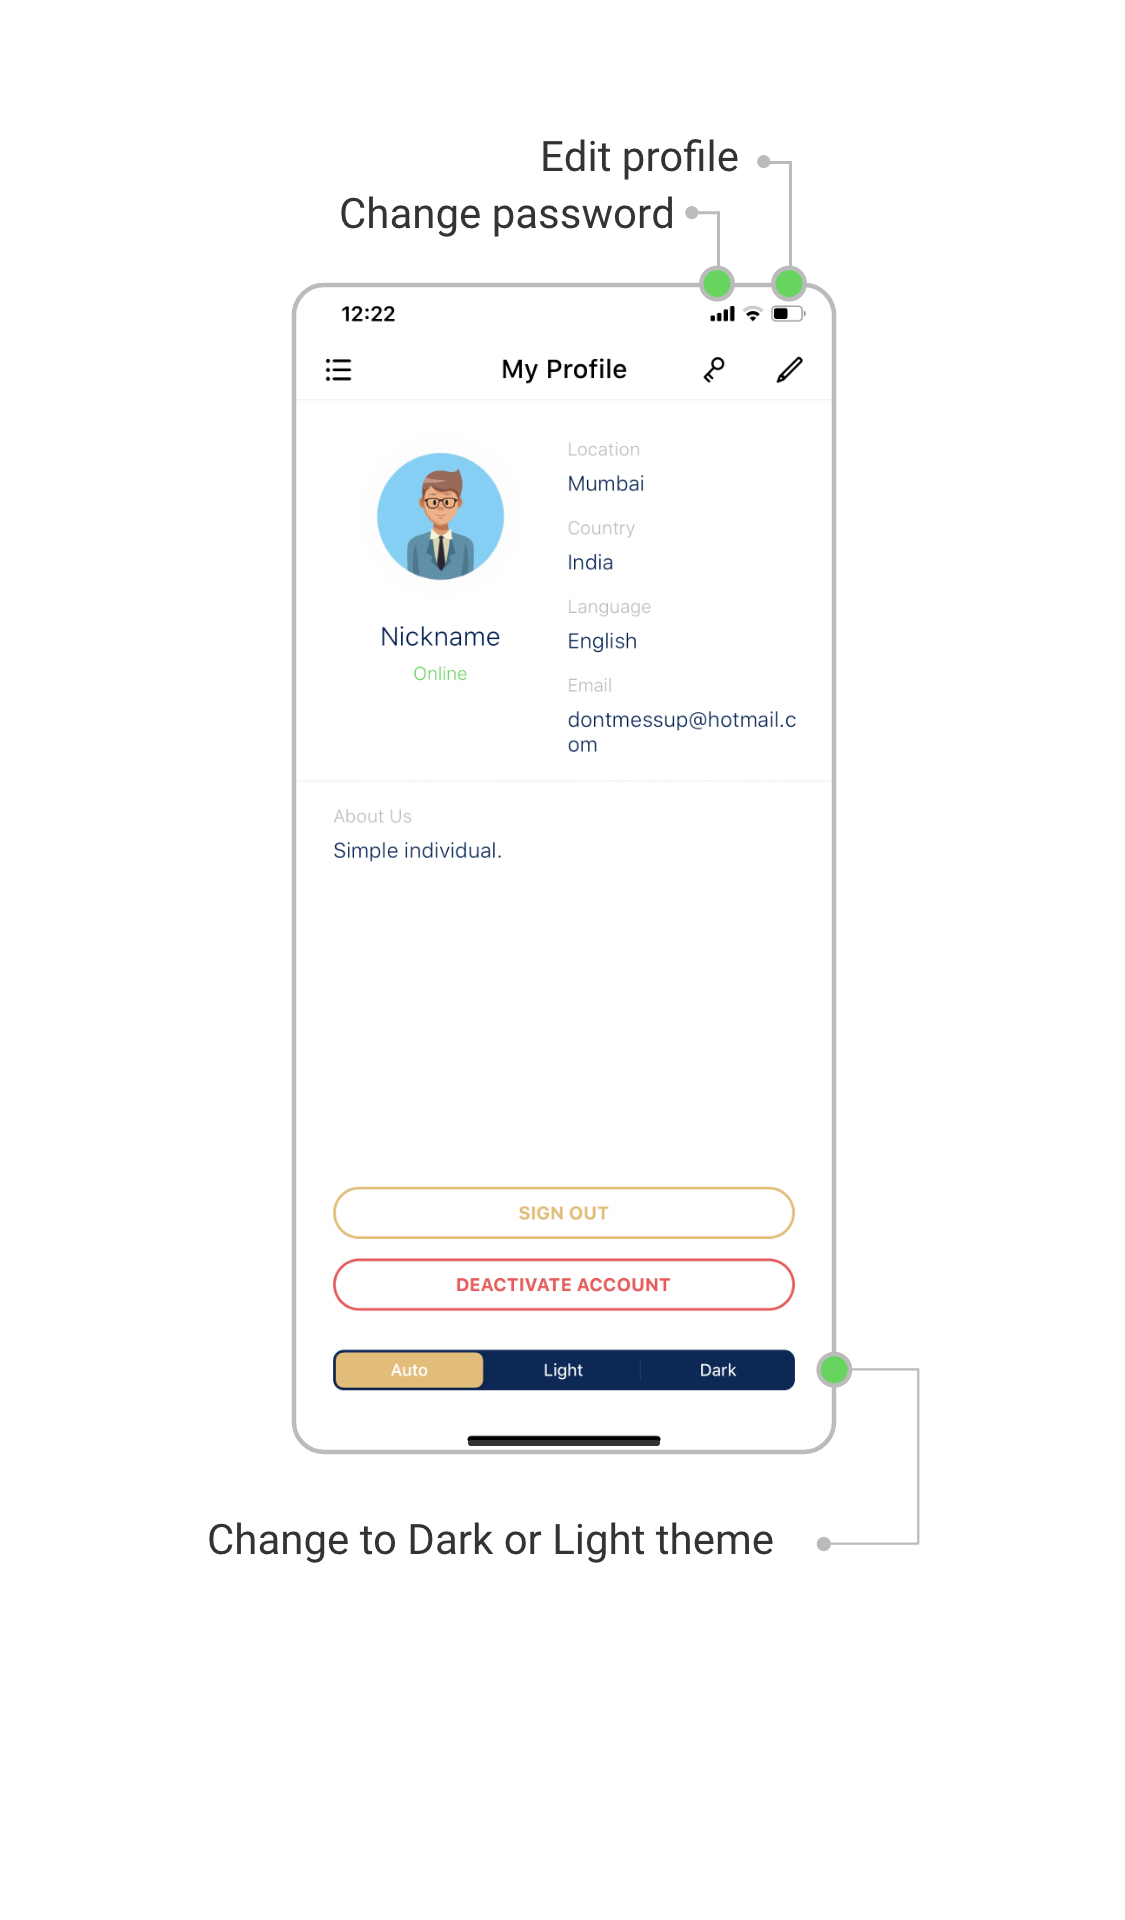 Edit profile
Change password
12:22
My Profile
Location
Mumbai
Country
India
Language
English
Email
dontmessup@hotmail.c
om
Nickname
Online
About Us
Simple individual.
SIGN OUT
DEACTIVATE ACCOUNT
Auto Light Dark
Change to Dark or Light theme